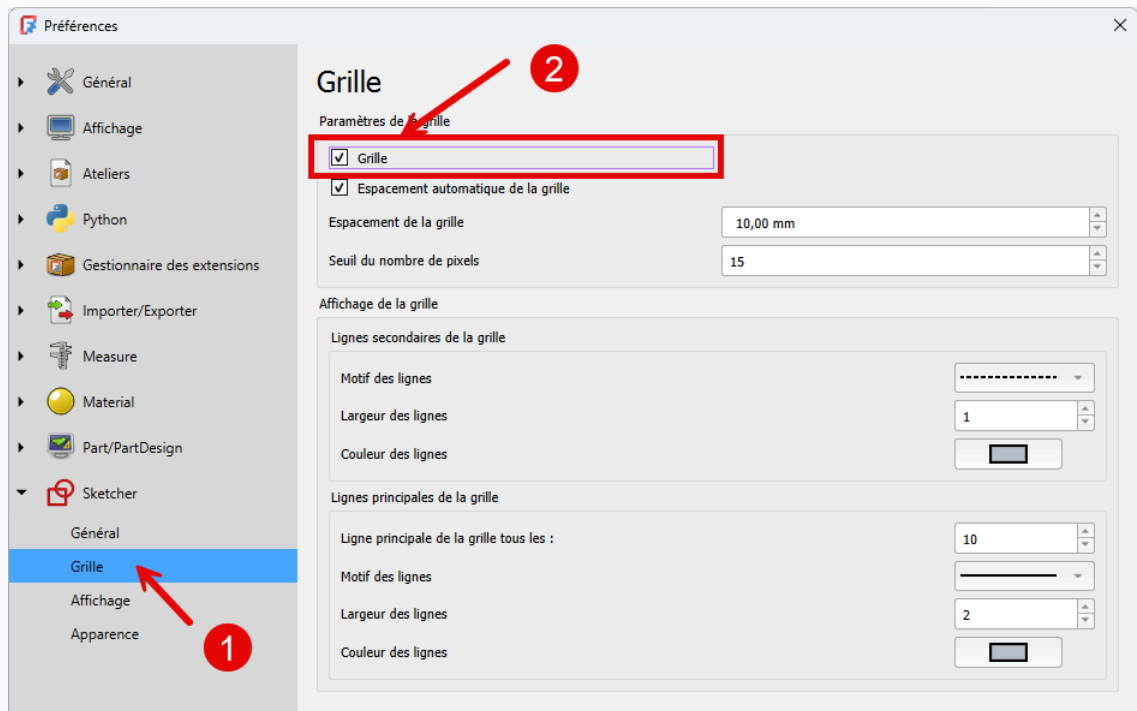 Préférences
Général
Affichage
Ateliers
Python
Gestionnaire des extensions
Importer/Exporter
Measure
Material
Part/PartDesign
Sketcher
Général
Grille
Affichage
Apparence
1
Grille
2
Paramètres de la grille
Grille
Espacement automatique de la grille
Espacement de la grille 10,00 mm
Seuil du nombre de pixels 15
Affichage de la grille
Lignes secondaires de la grille
Motif des lignes
Largeur des lignes 1
Couleur des lignes
Lignes principales de la grille
Ligne principale de la grille tous les : 10
Motif des lignes
Largeur des lignes 2
Couleur des lignes